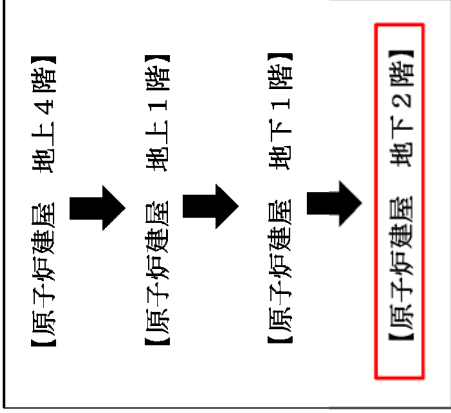 【原子炉建屋　地上４階】
【原子炉建屋　地上１階】
【原子炉建屋　地下１階】
【原子炉建屋　地下２階】